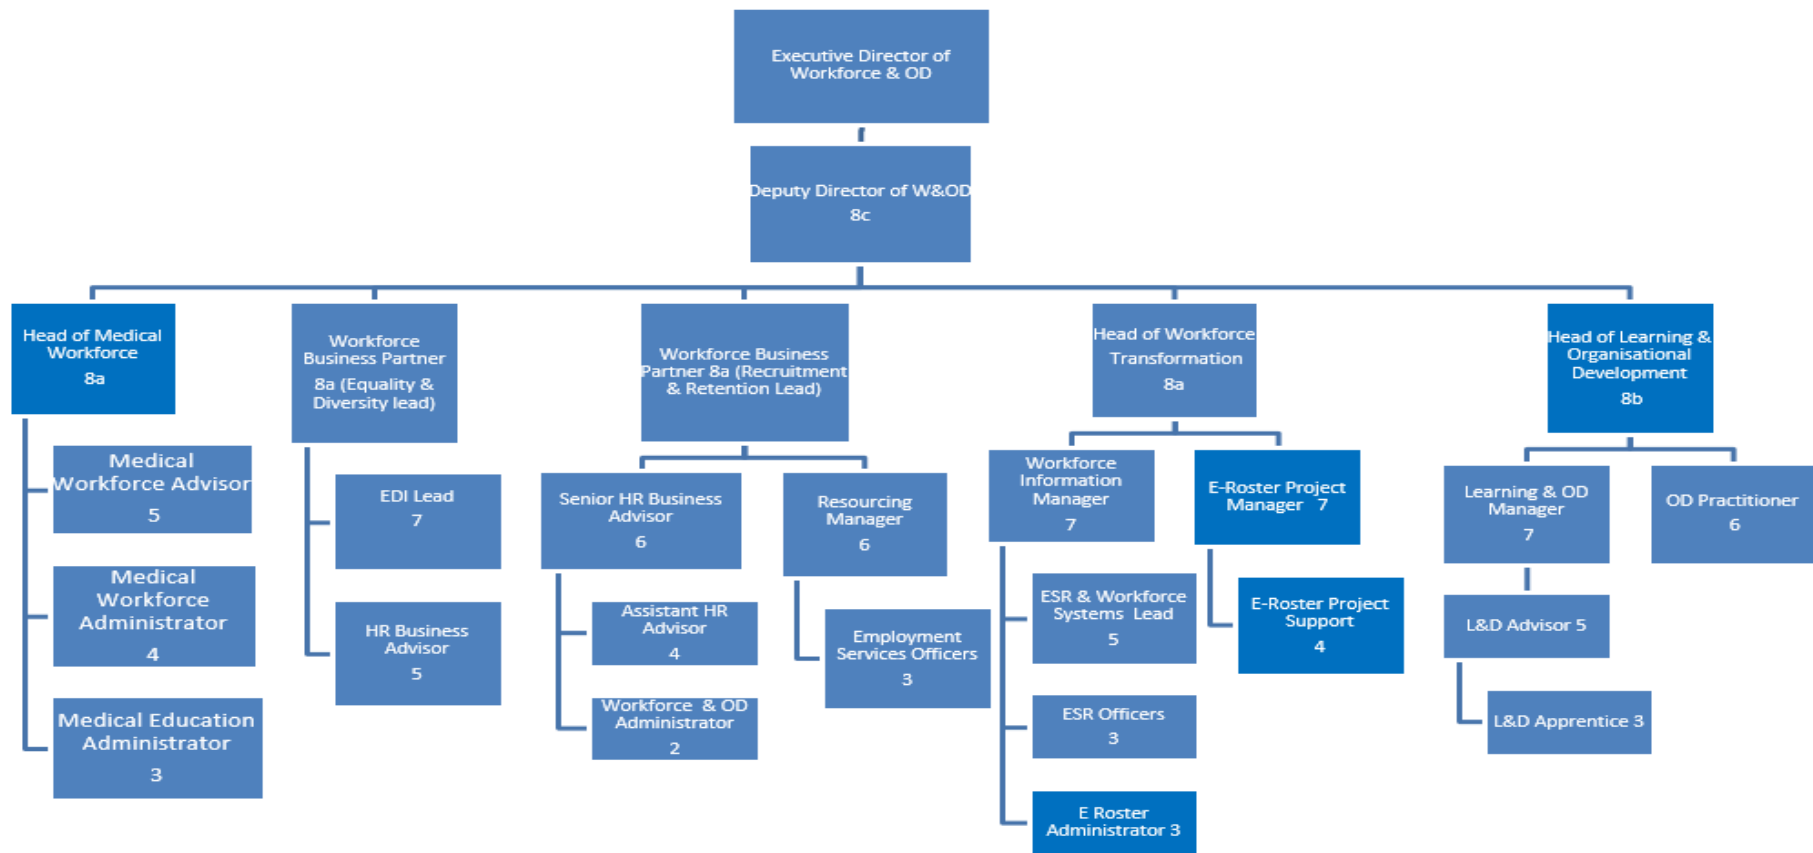 Executive Director of
Workforce & OD
Deputy Director of W&OD
8c
Head of Medical
Workforce
8a
Workforce
Business Partner
8a (Equality &
Diversity lead)
Workforce Business
Partner 8a (Recruitment
& Retention Lead)
Head of Workforce
Transformation
8a
Head of Learning &
Organisational
Development
8b
Medical
Workforce Advisor
5
Medical
Workforce
Administrator
4
Medical Education
Administrator
3
EDI Lead
7
HR Business
Advisor
5
Senior HR Business
Advisor
6
Assistant HR
Advisor
4
Workforce & OD
Administrator
2
Resourcing
Manager
6
Employment
Services Officers
3
Workforce
Information
Manager
7
ESR & Workforce
Systems Lead
5
ESR Officers
3
E Roster
Administrator 3
E-Roster Project
Manager 7
E-Roster Project
Support
4
Learning & OD
Manager
7
L&D Advisor 5
L&D Apprentice 3
OD Practitioner
6